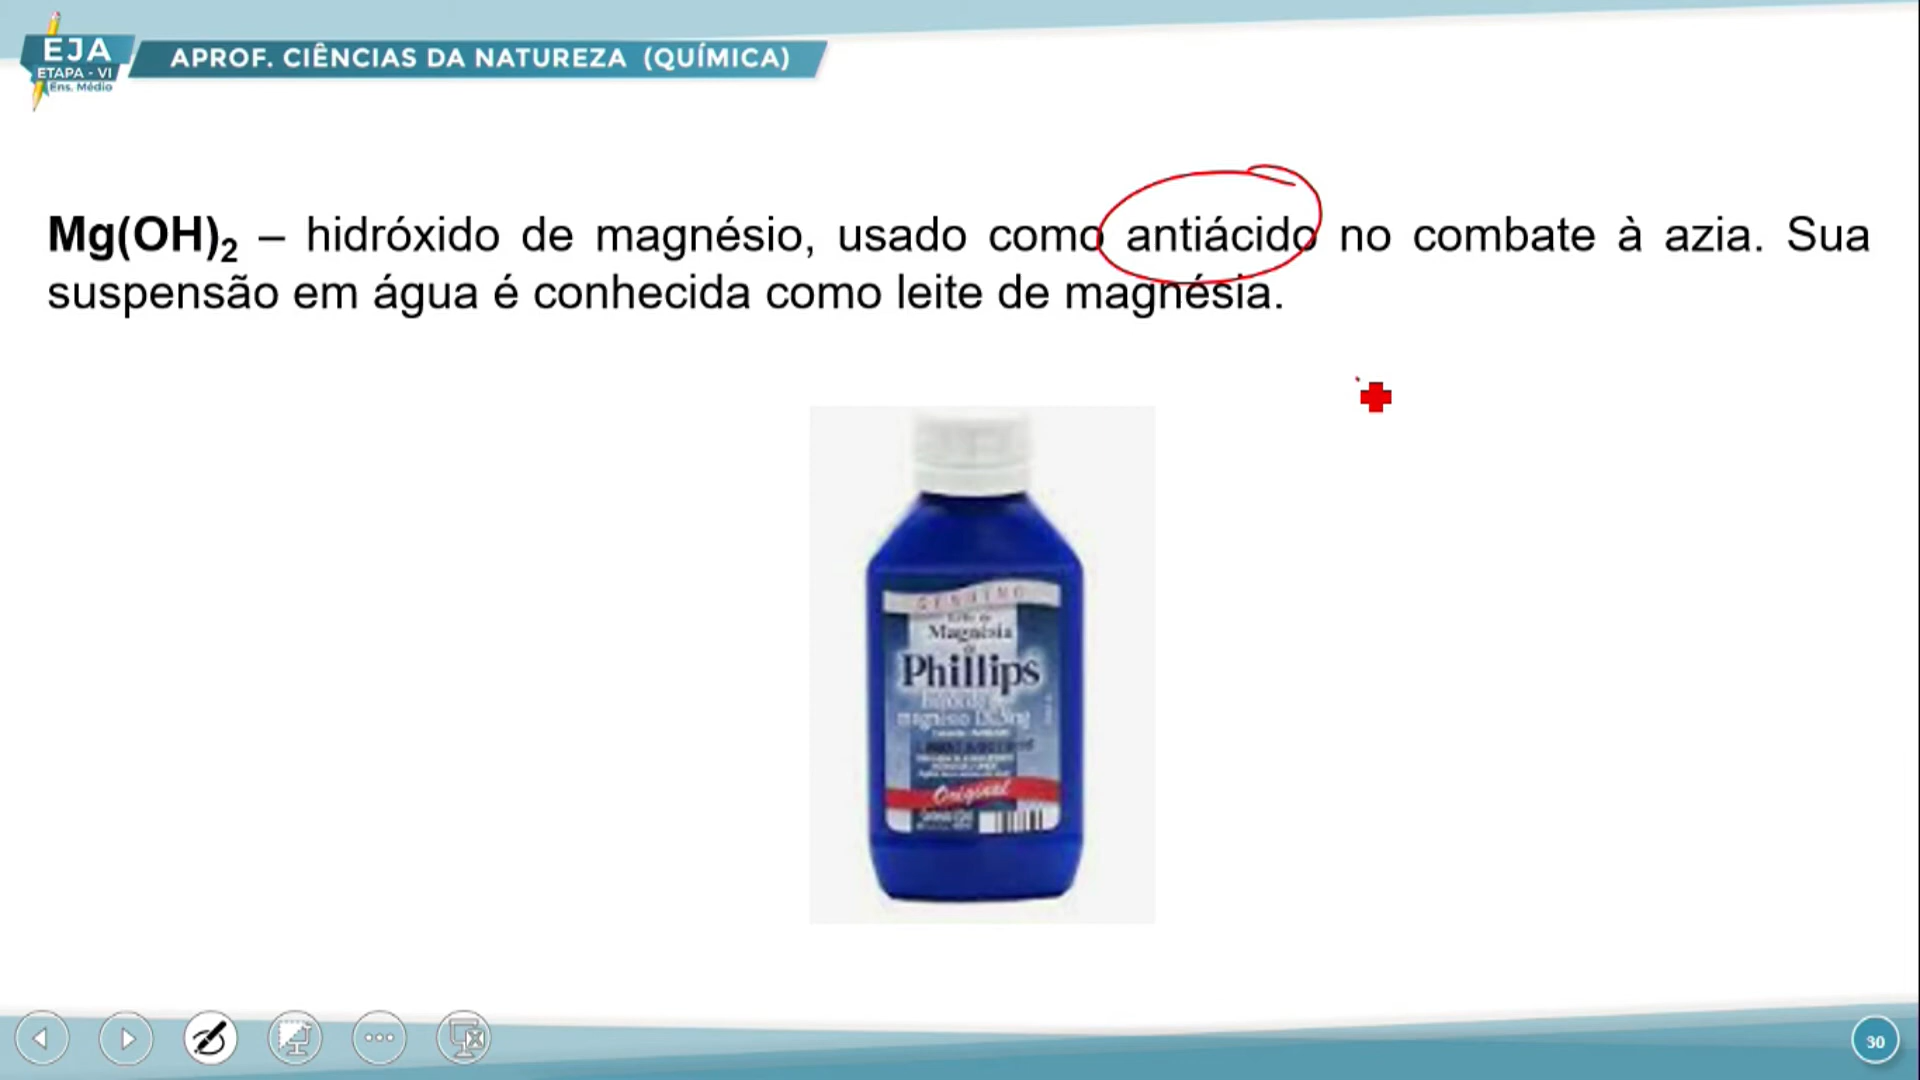 EJA
ETAPA - VI
Ens. Médio
APROF. CIÊNCIAS DA NATUREZA (QUÍMICA)
Mg(OH)₂ – hidróxido de magnésio, usado como antiácido no combate à azia. Sua
suspensão em água é conhecida como leite de magnésia.
GENUÍNO
Magnésia
Phillips
Original
30